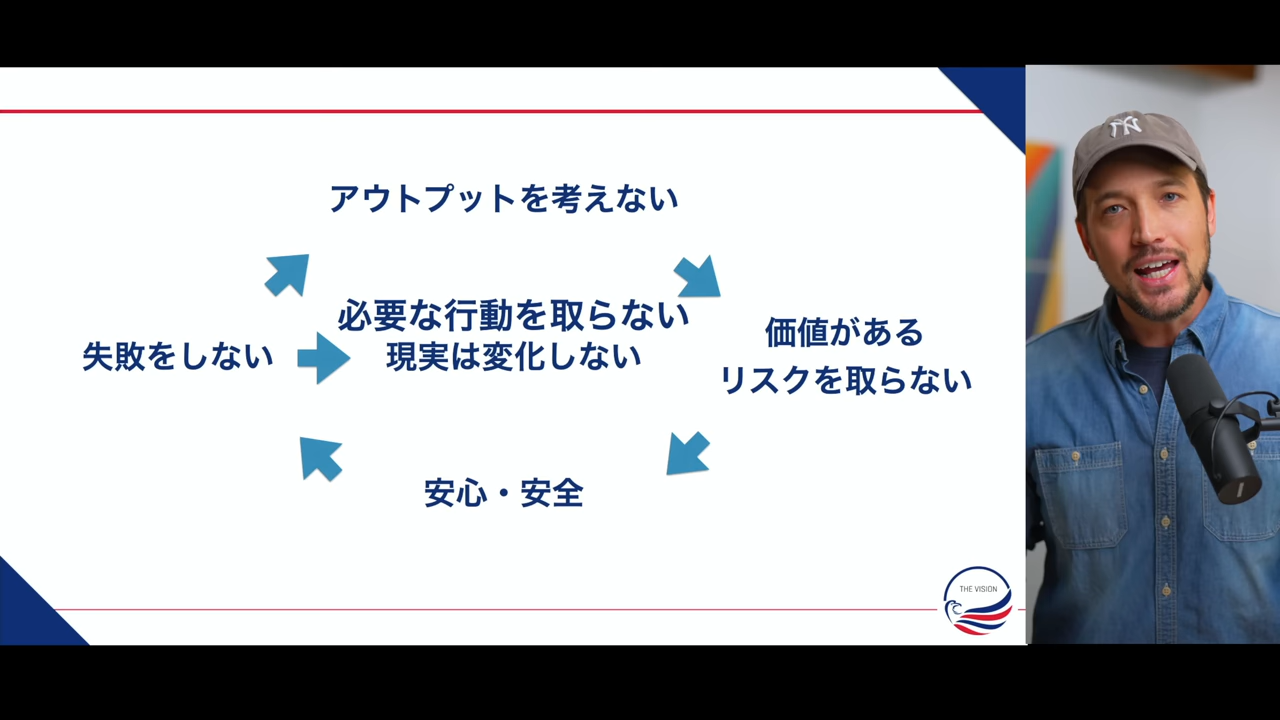 アウトプットを考えない
必要な行動を取らない
失敗をしない
現実は変化しない
価値がある
リスクを取らない
安心・安全
THE VISION
NY